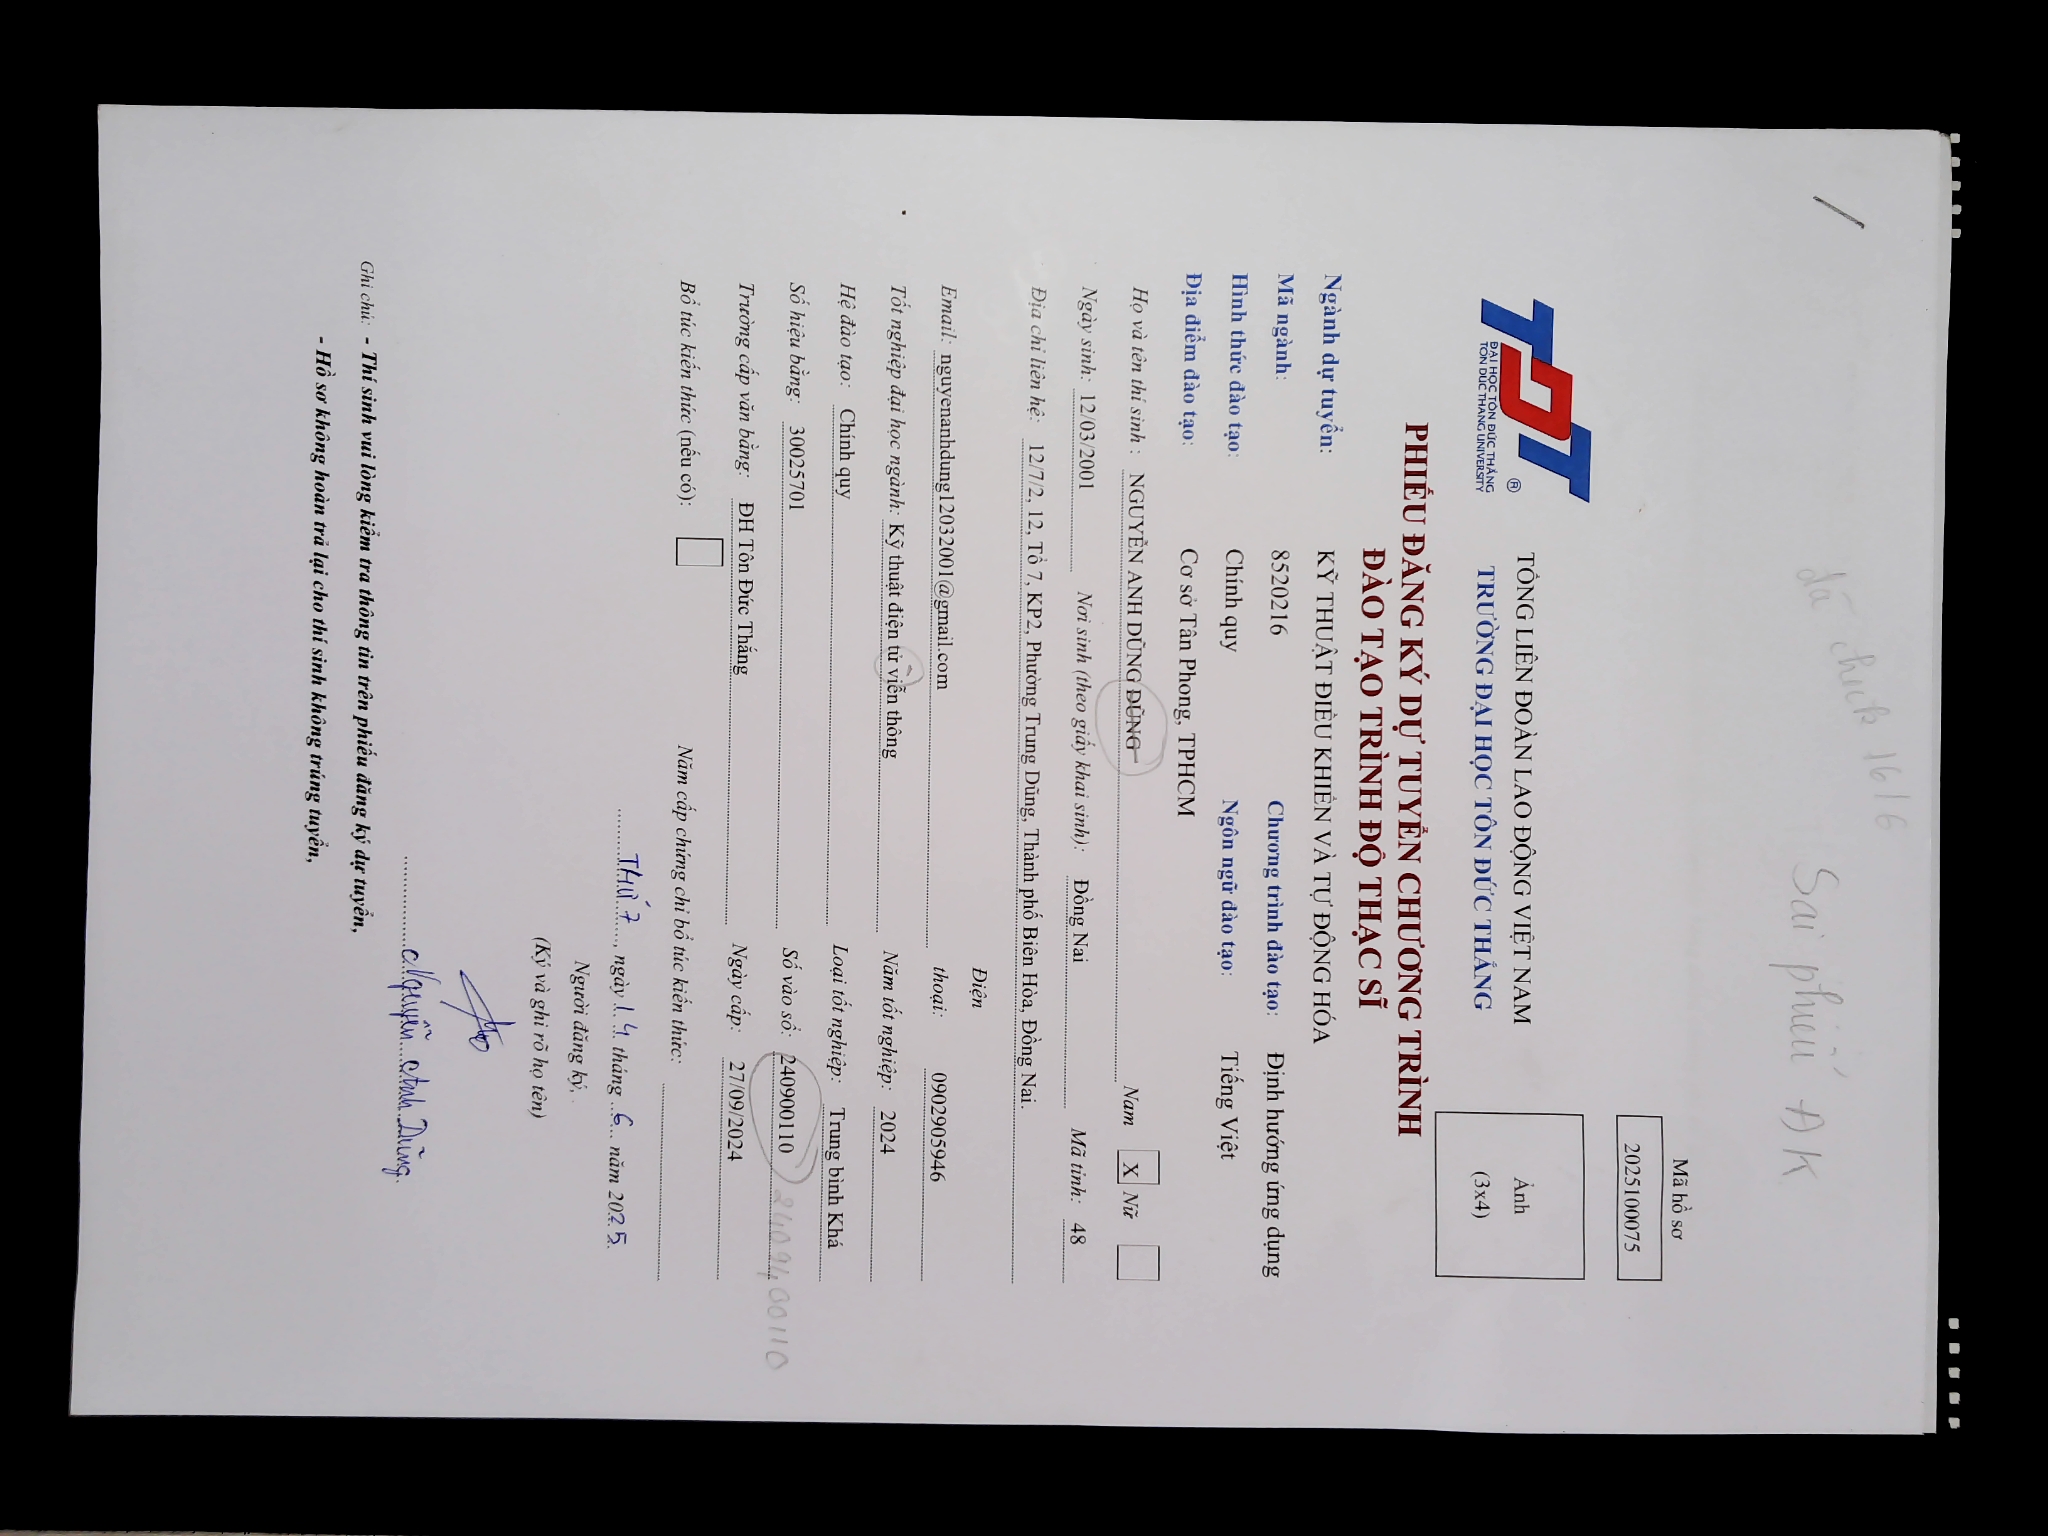 đã chuk 16/6
Sai phiếu ĐK
Mã hồ sơ
2025100075
TDT
®
ĐẠI HỌC TÔN ĐỨC THẮNG
TON DUC THANG UNIVERSITY
TỔNG LIÊN ĐOÀN LAO ĐỘNG VIỆT NAM
TRƯỜNG ĐẠI HỌC TÔN ĐỨC THẮNG
Ảnh
(3x4)
PHIẾU ĐĂNG KÝ DỰ TUYỂN CHƯƠNG TRÌNH
ĐÀO TẠO TRÌNH ĐỘ THẠC SĨ
Ngành dự tuyển: KỸ THUẬT ĐIỀU KHIỂN VÀ TỰ ĐỘNG HÓA
Mã ngành: 8520216 Chương trình đào tạo: Định hướng ứng dụng
Hình thức đào tạo: Chính quy Ngôn ngữ đào tạo: Tiếng Việt
Địa điểm đào tạo: Cơ sở Tân Phong, TPHCM
Họ và tên thí sinh : NGUYỄN ANH DŨNG DŨNG Nam X Nữ
Ngày sinh: 12/03/2001 Nơi sinh (theo giấy khai sinh): Đồng Nai Mã tỉnh: 48
Địa chỉ liên hệ: 12/7/2, 12, Tổ 7, KP2, Phường Trung Dũng, Thành phố Biên Hòa, Đồng Nai.
Email: nguyenanhdung12032001@gmail.com Điện thoại: 0902905946
Tốt nghiệp đại học ngành: Kỹ thuật điện tử viễn thông Năm tốt nghiệp: 2024
Hệ đào tạo: Chính quy Loại tốt nghiệp: Trung bình Khá
Số hiệu bằng: 30025701 Số vào sổ: 240900110 24094,00110
Trường cấp văn bằng: ĐH Tôn Đức Thắng Ngày cấp: 27/09/2024
Bổ túc kiến thức (nếu có): Năm cấp chứng chỉ bổ túc kiến thức:
Thứ 7, ngày 14 tháng 6 năm 2025
Người đăng ký
(Ký và ghi rõ họ tên)
Nguyễn Anh Dũng
Ghi chú: - Thí sinh vui lòng kiểm tra thông tin trên phiếu đăng ký dự tuyển,
- Hồ sơ không hoàn trả lại cho thí sinh không trúng tuyển,